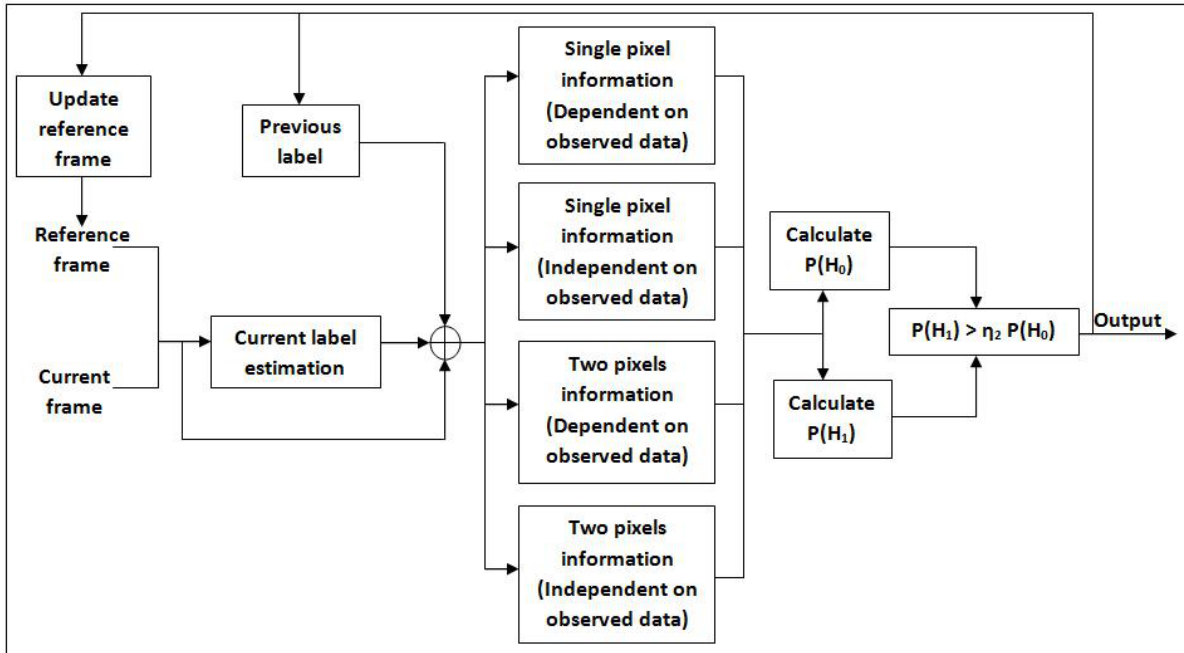 Update
reference
frame
Previous
label
Reference
frame
Current
frame
Current label
estimation
Single pixel
information
(Dependent on
observed data)
Single pixel
information
(Independent on
observed data)
Two pixels
information
(Dependent on
observed data)
Two pixels
information
(Independent on
observed data)
Calculate
P(H₀)
Calculate
P(H₁)
P(H₁) > η₂ P(H₀)
Output